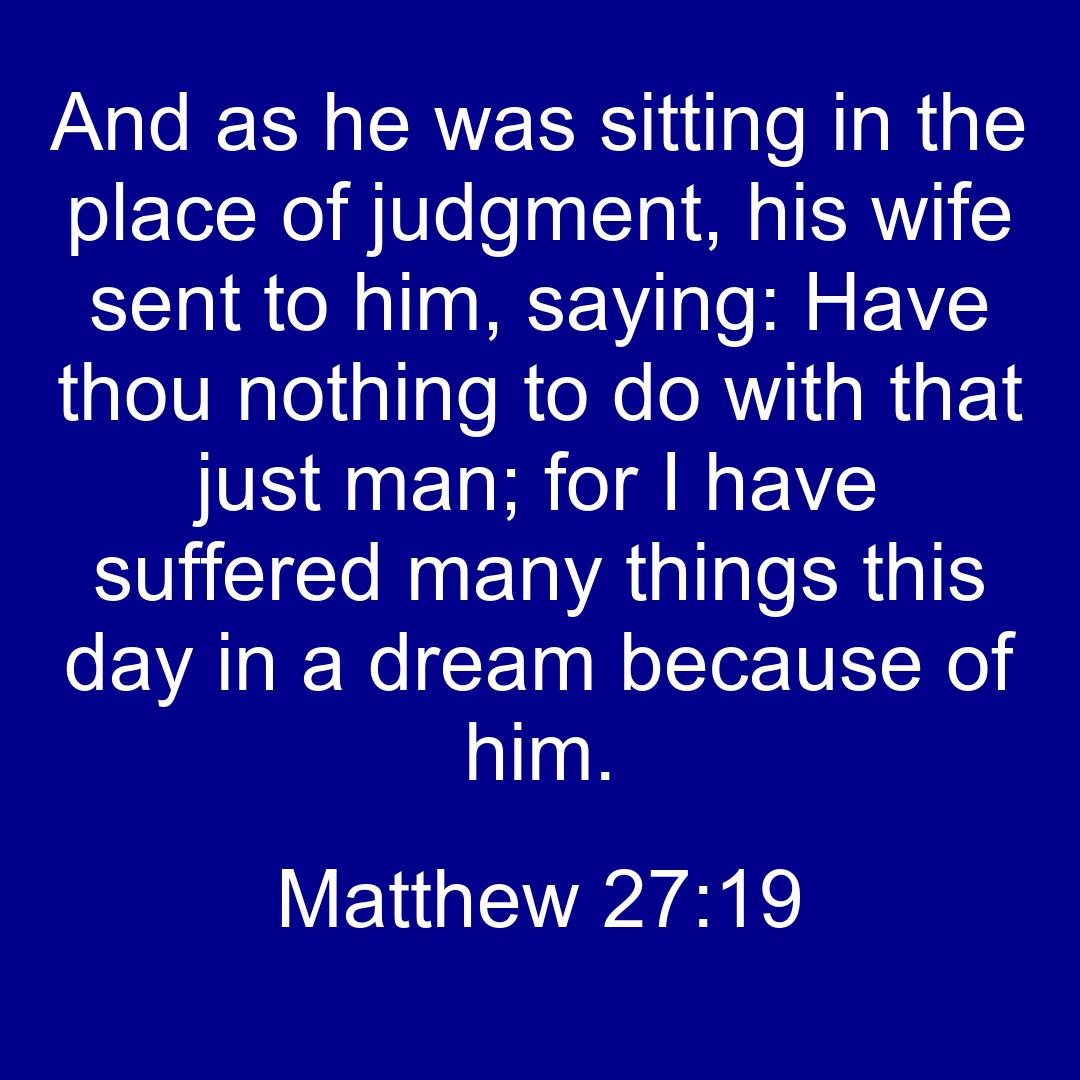 And as he was sitting in the
place of judgment, his wife
sent to him, saying: Have
thou nothing to do with that
just man; for I have
suffered many things this
day in a dream because of
him.
Matthew 27:19